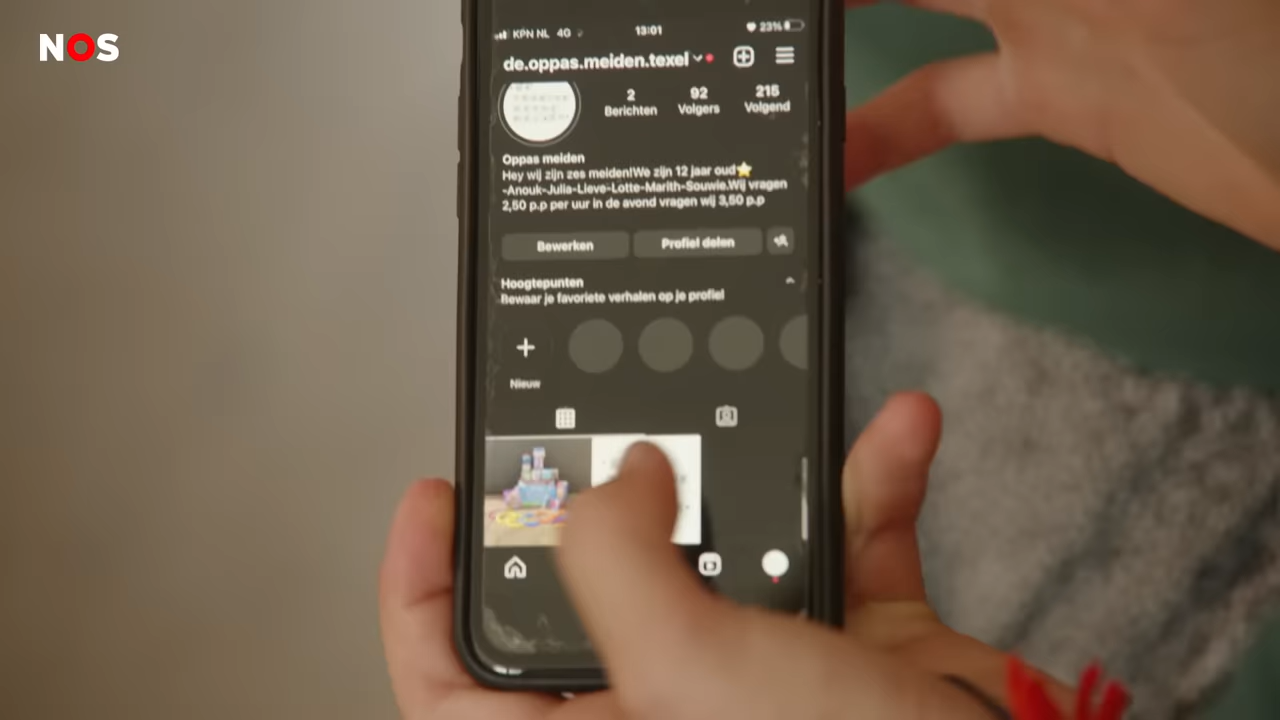 NOS
KPN NL 4G 13:01 23%
de.oppas.meiden.texel
2 92 215
Berichten Volgers Volgend
Oppas meiden
Hey wij zijn zes meiden!We zijn 12 jaar oud⭐
-Anouk-Julia-Lieve-Lotte-Marith-Souwie.Wij vragen
2,50 p.p per uur in de avond vragen wij 3,50 p.p
Bewerken Profiel delen
Hoogtepunten
Bewaar je favoriete verhalen op je profiel
Nieuw